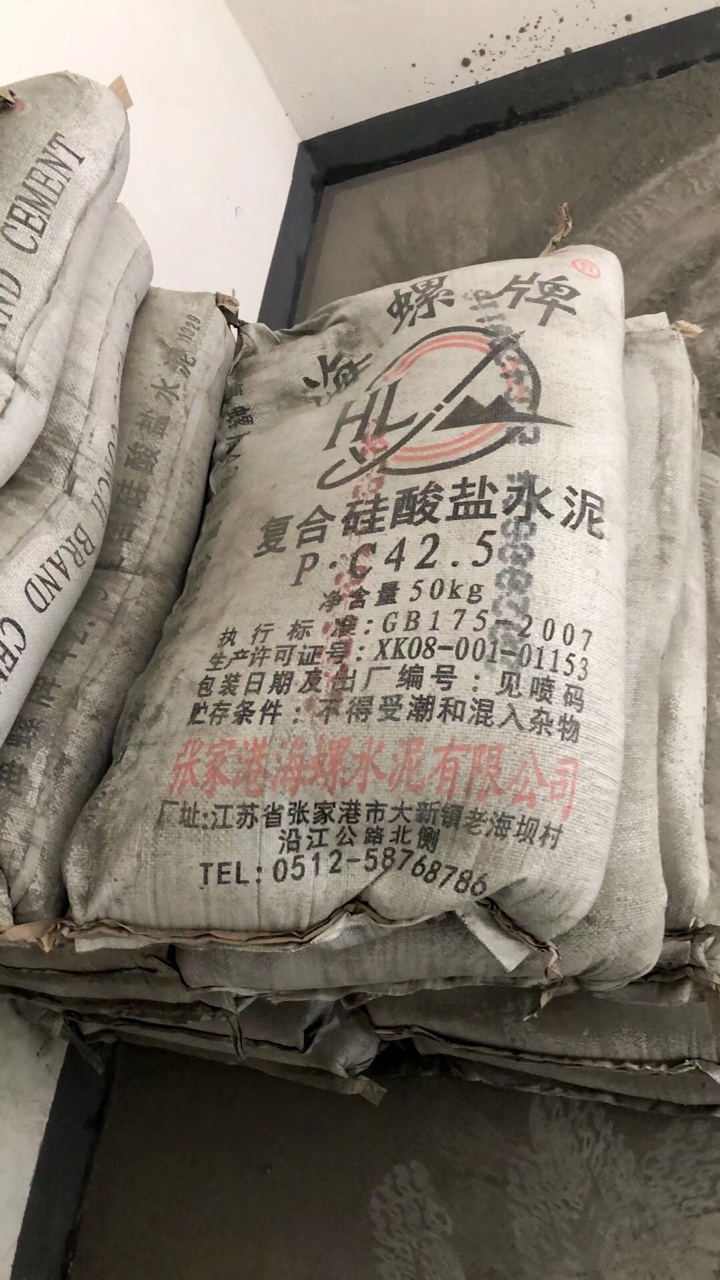 海螺牌
HL
复合硅酸盐水泥
P·C42.5
净含量50kg
执行标准:GB175-2007
生产许可证号:XK08-001-01153
包装日期及出厂编号:见喷码
贮存条件:不得受潮和混入杂物
张家港海螺水泥有限公司
厂址:江苏省张家港市大新镇老海坝村
沿江公路北侧
TEL:0512-58768786
CEMENT
BRAND
硅酸盐水泥